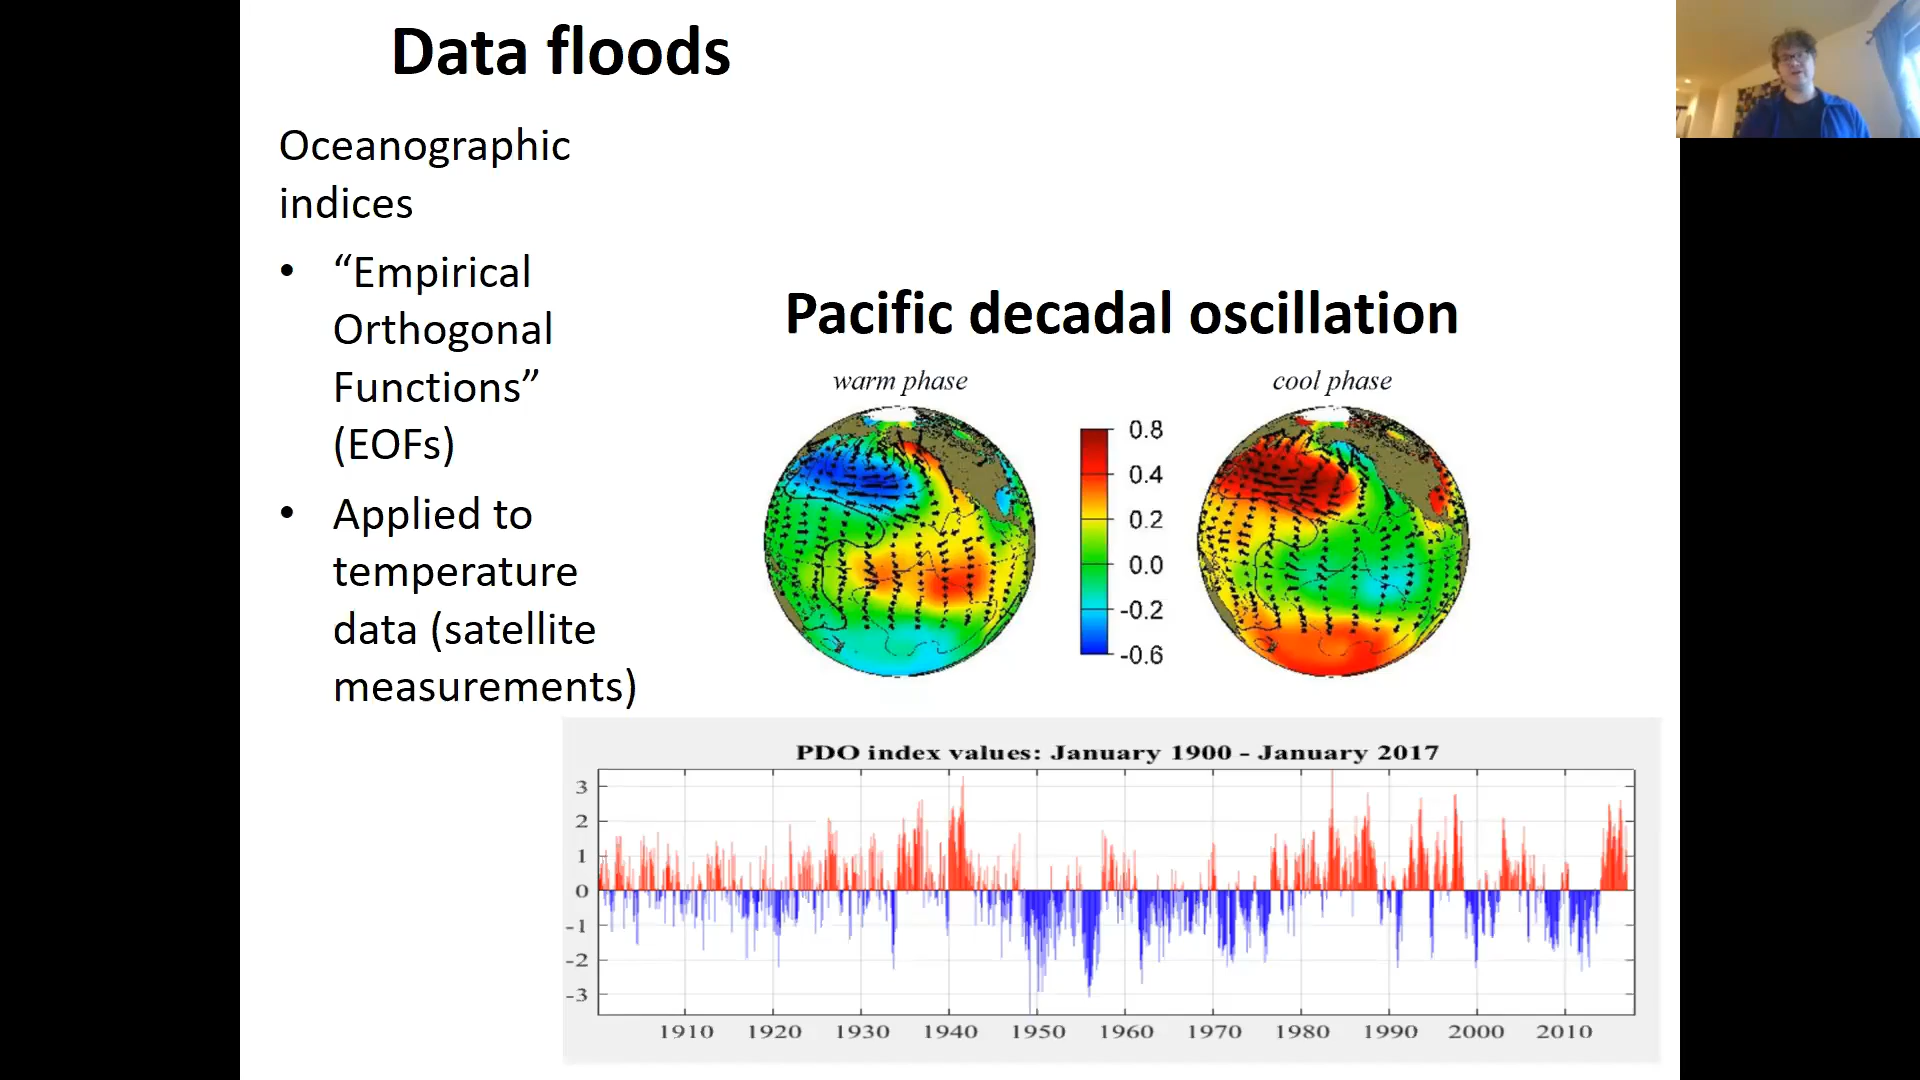 Data floods
Oceanographic
indices
• “Empirical
Orthogonal
Functions”
(EOFs)
• Applied to
temperature
data (satellite
measurements)
Pacific decadal oscillation
warm phase
cool phase
0.8
0.4
0.2
0.0
-0.2
-0.6
PDO index values: January 1900 - January 2017
3
2
1
0
-1
-2
-3
1910 1920 1930 1940 1950 1960 1970 1980 1990 2000 2010